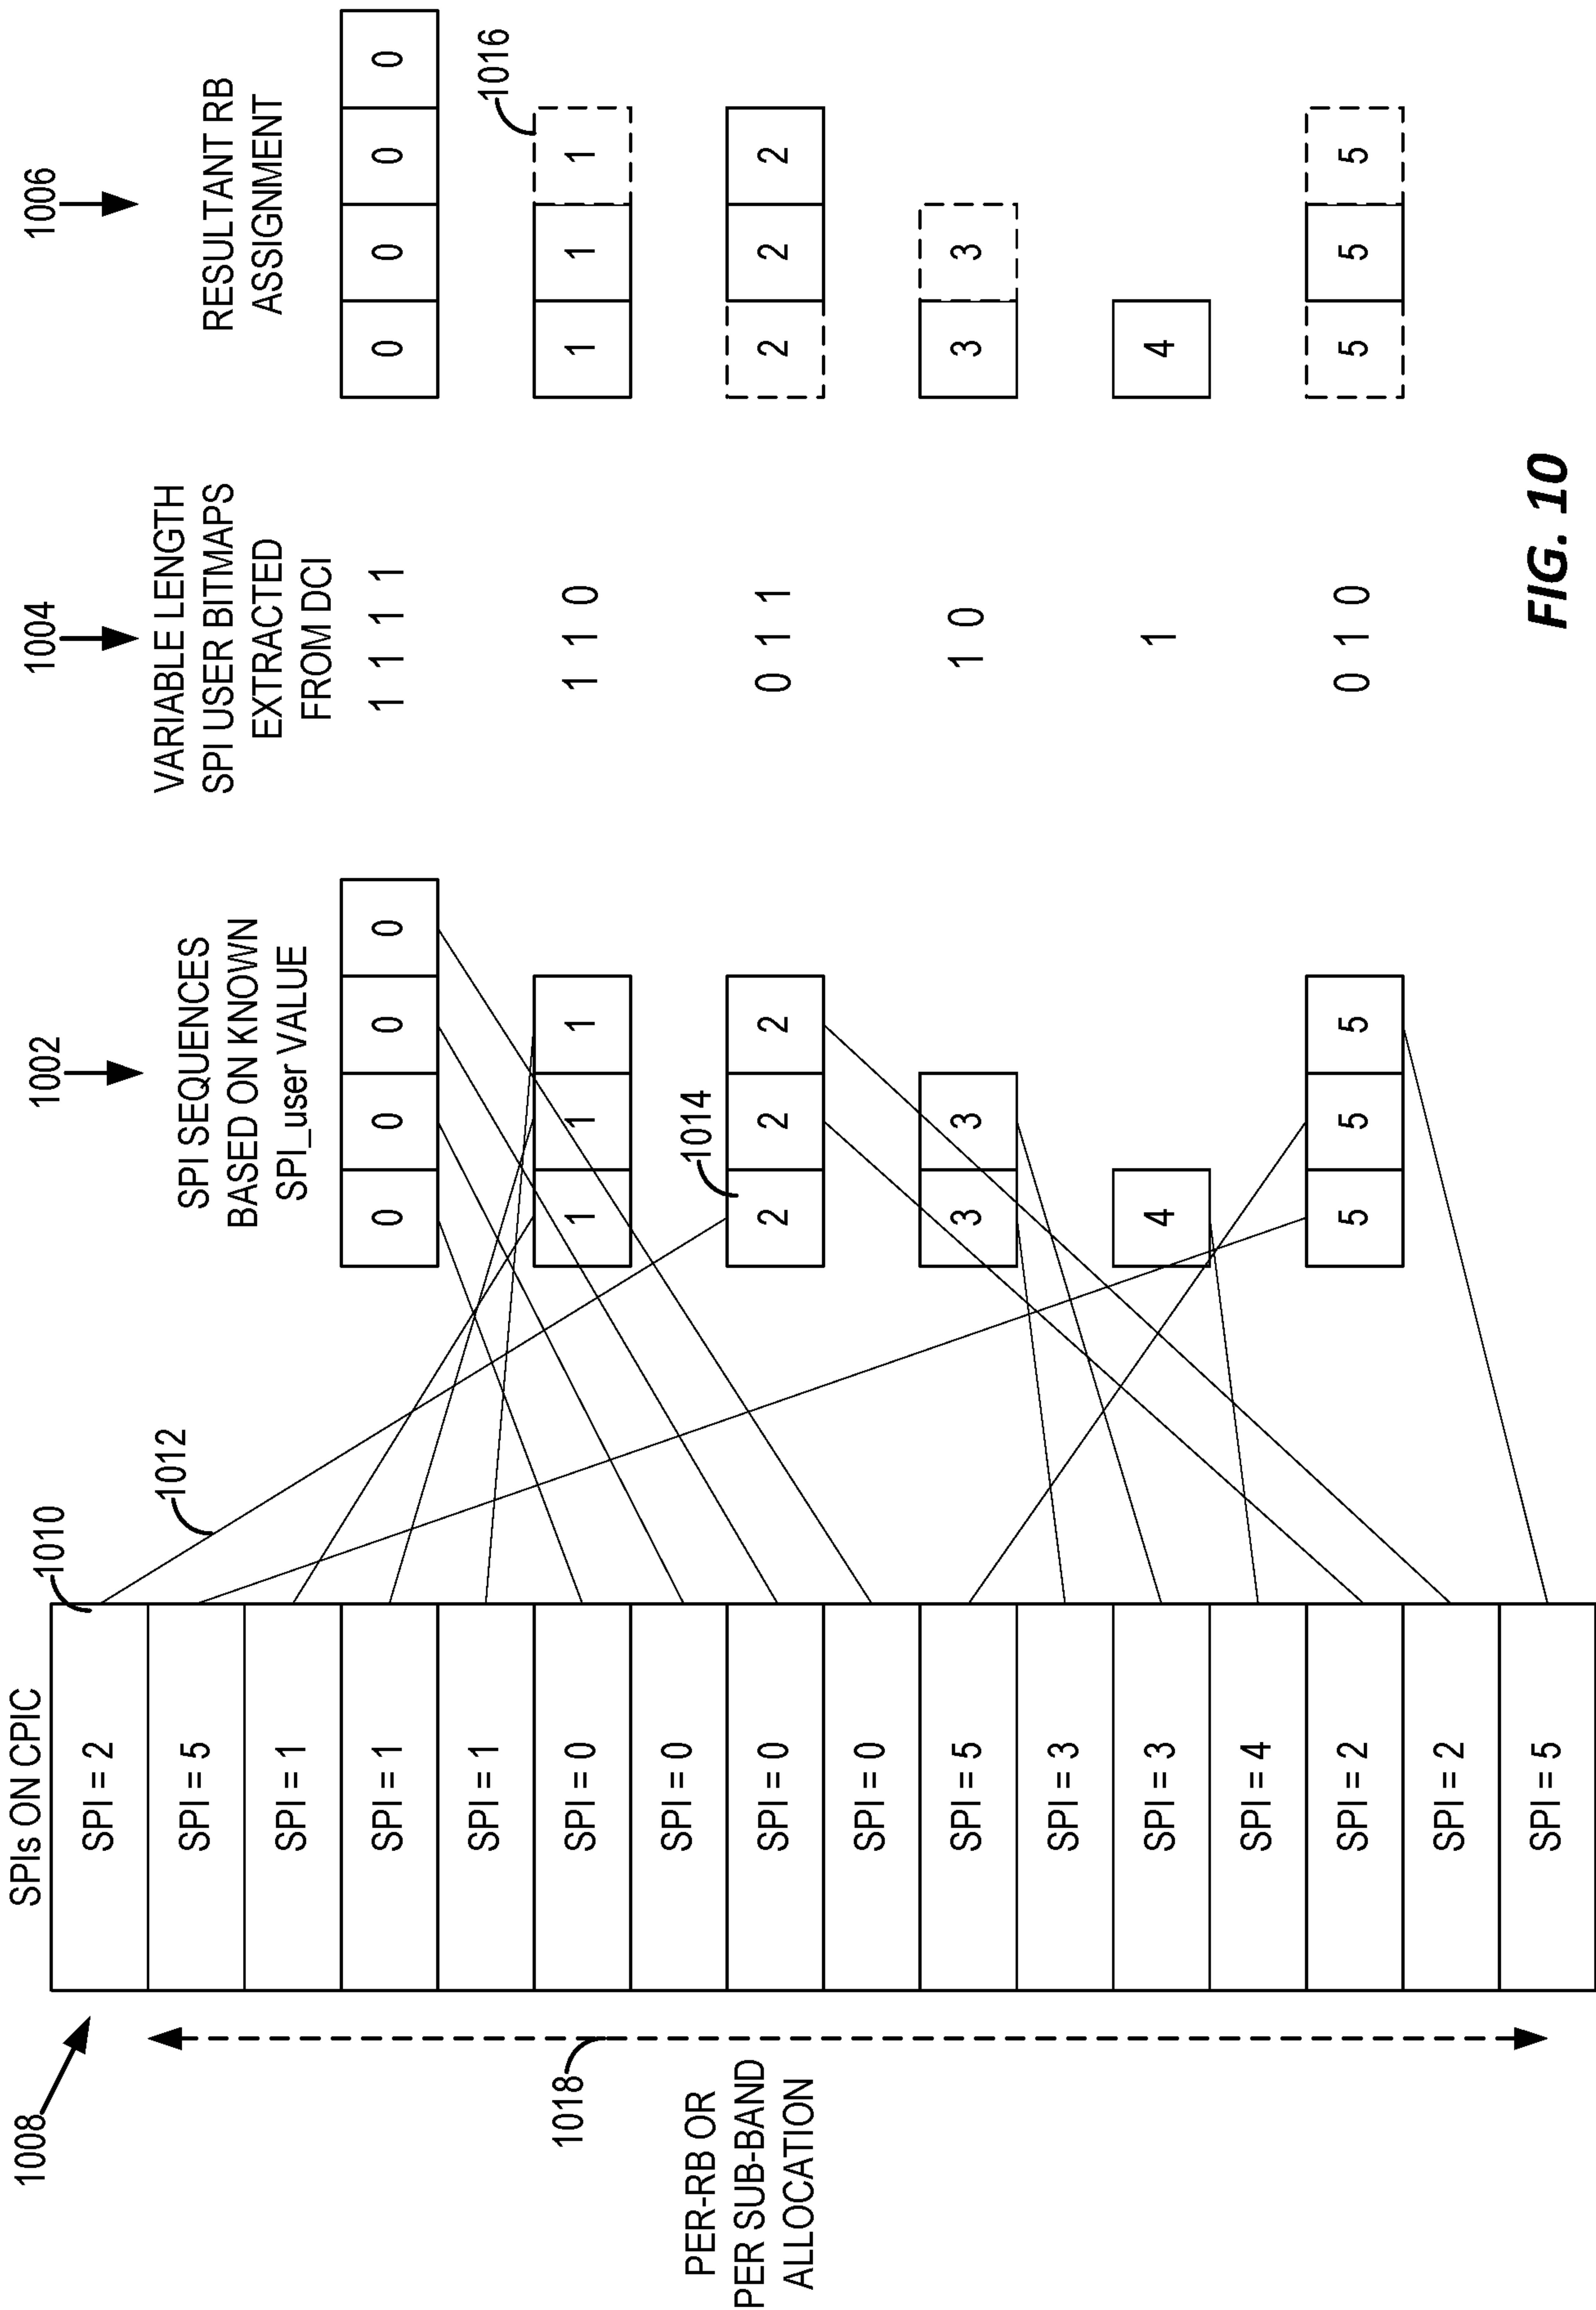 1008
SPIs ON CPIC
1010
SPI = 2
SPI = 5
SPI = 1
SPI = 1
SPI = 1
SPI = 0
SPI = 0
SPI = 0
SPI = 0
SPI = 5
SPI = 3
SPI = 3
SPI = 4
SPI = 2
SPI = 2
SPI = 5
1018
PER-RB OR
PER SUB-BAND
ALLOCATION
1012
1002
SPI SEQUENCES
BASED ON KNOWN
SPI_user VALUE
0 0 0 0
1 1 1
1014
2 2 2
3 3
4
5 5 5
1004
VARIABLE LENGTH
SPI USER BITMAPS
EXTRACTED
FROM DCI
1 1 1 1
1 1 0
0 1 1
1 0
1
0 1 0
1006
RESULTANT RB
ASSIGNMENT
0 0 0 0
1016
1 1 1
2 2 2
3 3
4
5 5 5
FIG. 10